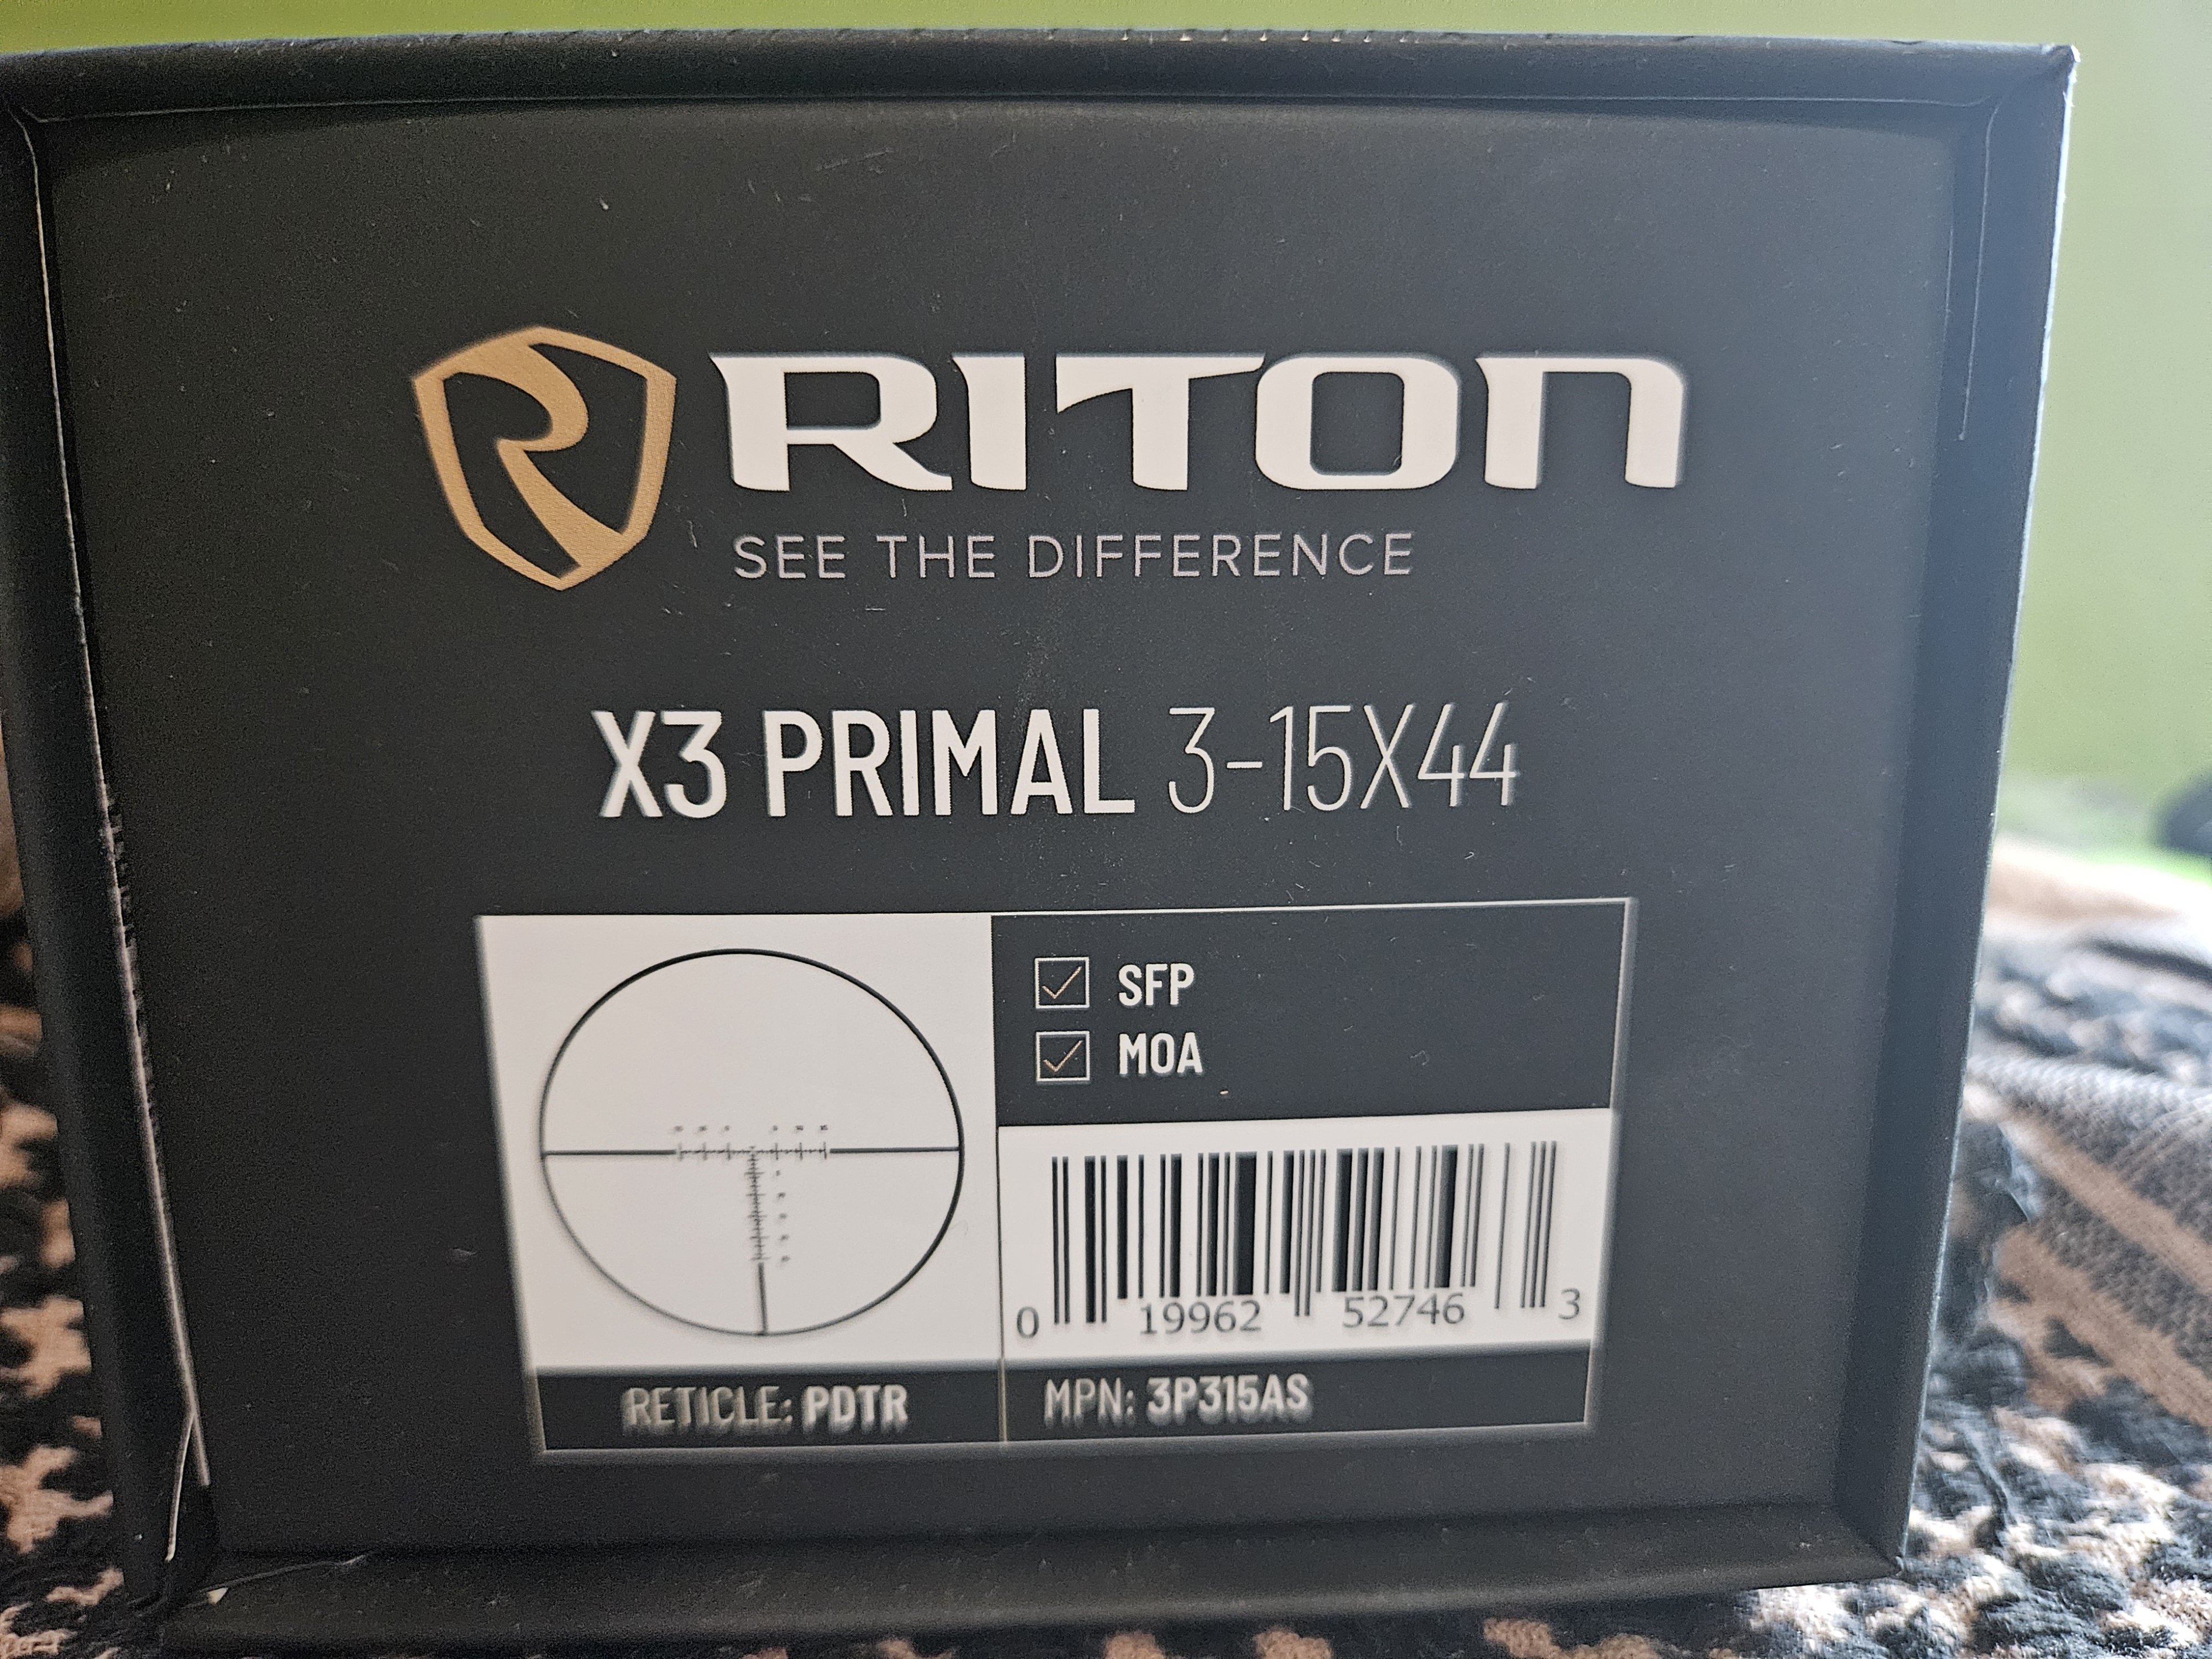 RITON
SEE THE DIFFERENCE
X3 PRIMAL 3-15X44
SFP
MOA
0 19962 52746 3
RETICLE: PDTR
MPN: 3P315AS